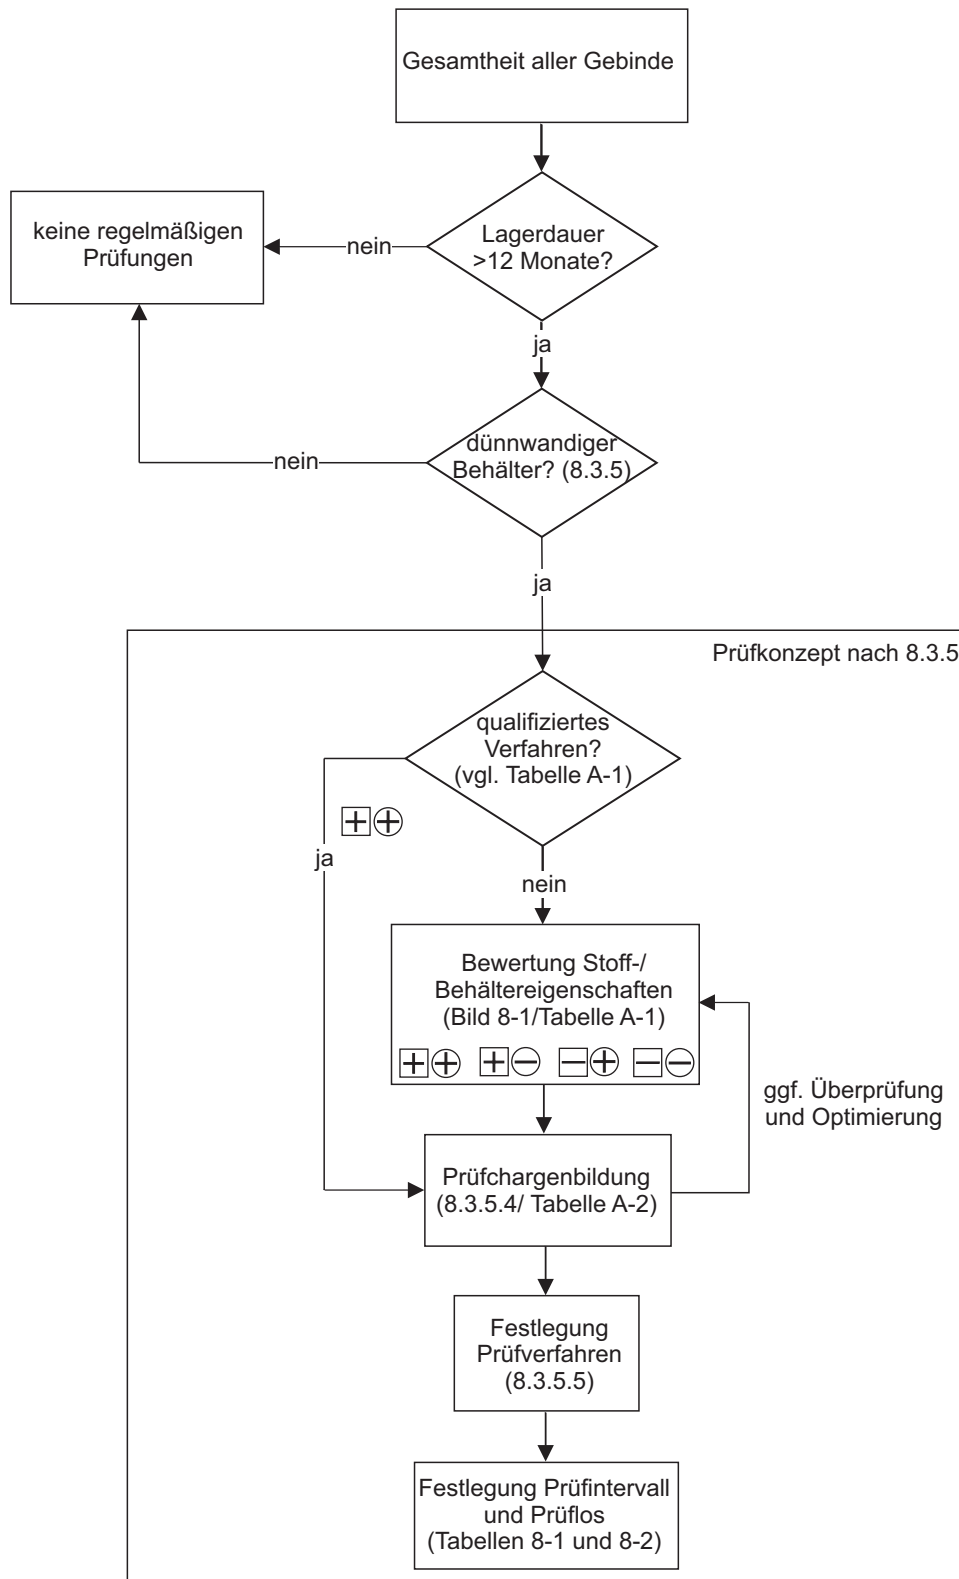 Gesamtheit aller Gebinde
keine regelmäßigen
Prüfungen
nein
Lagerdauer
>12 Monate?
ja
nein
dünnwandiger
Behälter? (8.3.5)
ja
Prüfkonzept nach 8.3.5
qualifiziertes
Verfahren?
(vgl. Tabelle A-1)
ja
nein
Bewertung Stoff-/
Behältereigenschaften
(Bild 8-1/Tabelle A-1)
ggf. Überprüfung
und Optimierung
Prüfchargenbildung
(8.3.5.4/ Tabelle A-2)
Festlegung
Prüfverfahren
(8.3.5.5)
Festlegung Prüfintervall
und Prüflos
(Tabellen 8-1 und 8-2)